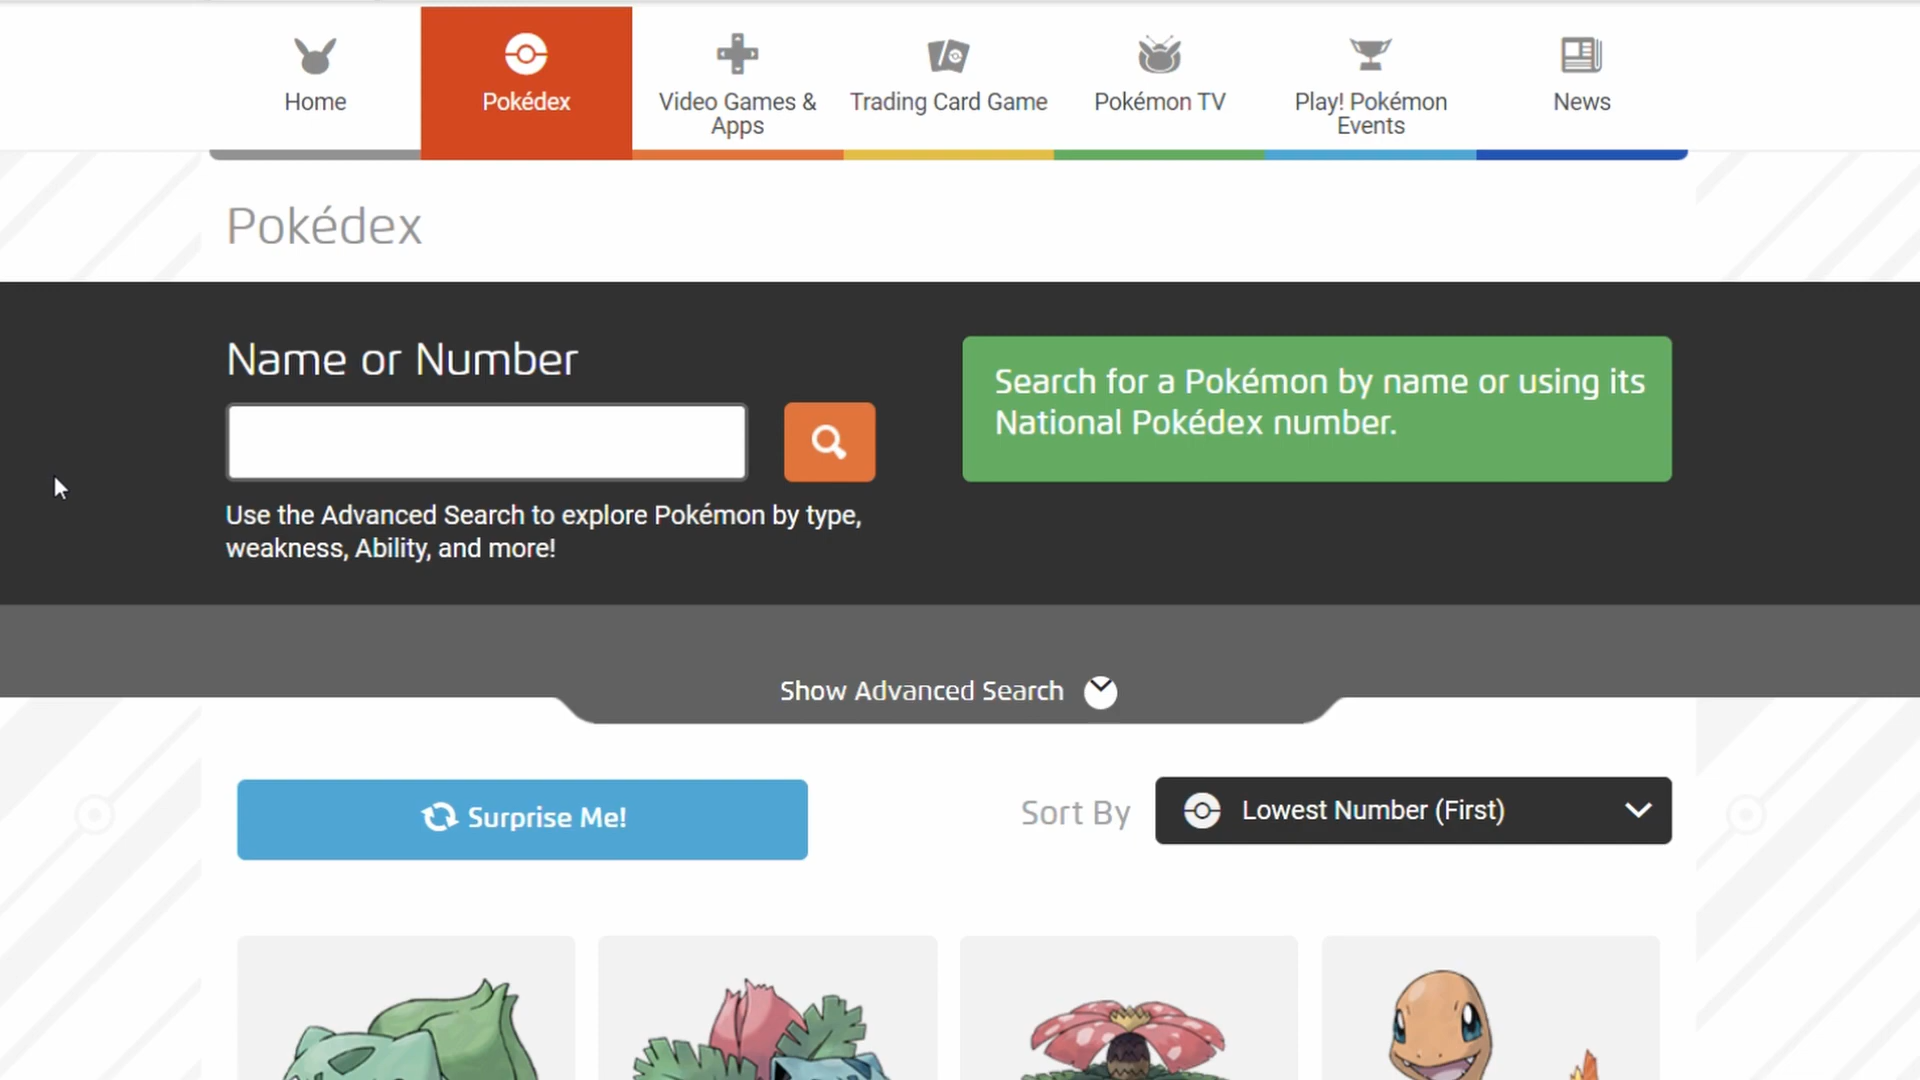 Home
Pokédex
Video Games &
Apps
Trading Card Game
Pokémon TV
Play! Pokémon
Events
News
Pokédex
Name or Number
Search for a Pokémon by name or using its
National Pokédex number.
Use the Advanced Search to explore Pokémon by type,
weakness, Ability, and more!
Show Advanced Search
Surprise Me!
Sort By
Lowest Number (First)